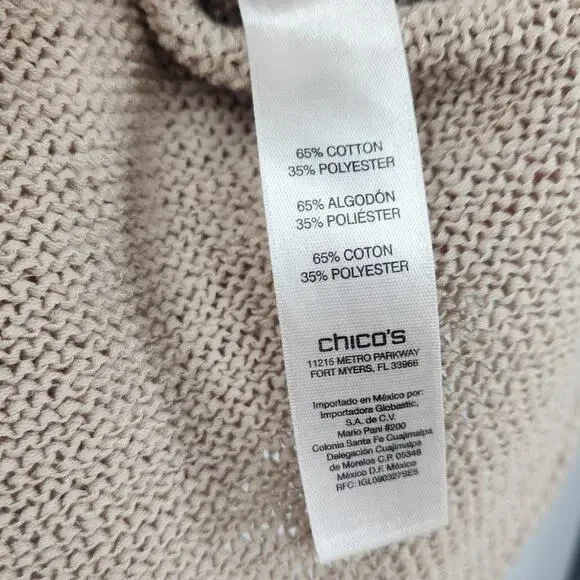 65% COTTON
35% POLYESTER
65% ALGODÓN
35% POLIÉSTER
65% COTON
35% POLYESTER
chico's
11215 METRO PARKWAY
FORT MYERS, FL 33966
Importado en México por:
Importadora Globastic,
S.A. de C.V.
Mario Pani #200
Colonia Santa Fe Cuajimalpa
Delegación Cuajimalpa
de Morelos C.P. 05348
México D.F. México
RFC: IGL090327SE5